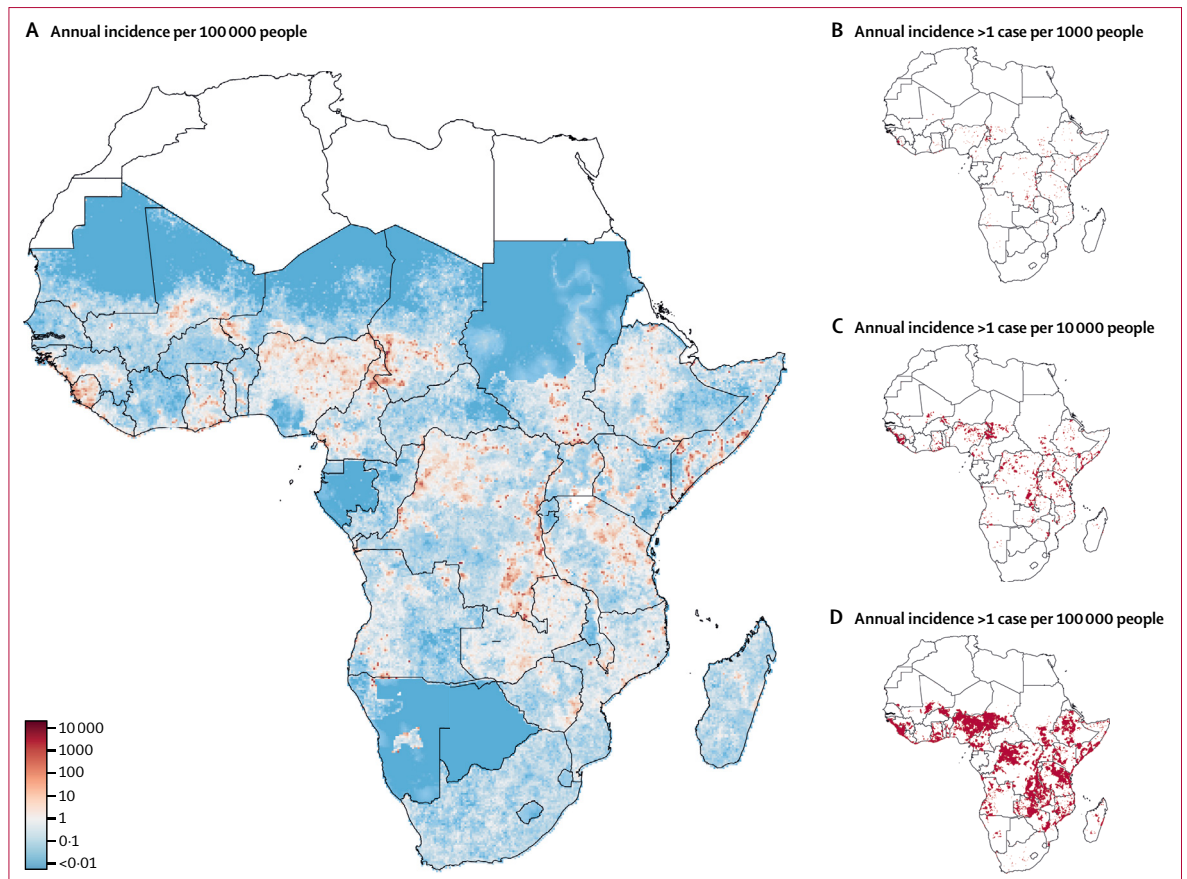 A Annual incidence per 100 000 people
B Annual incidence >1 case per 1000 people
C Annual incidence >1 case per 10 000 people
D Annual incidence >1 case per 100 000 people
10 000
1000
100
10
1
0·1
<0·01